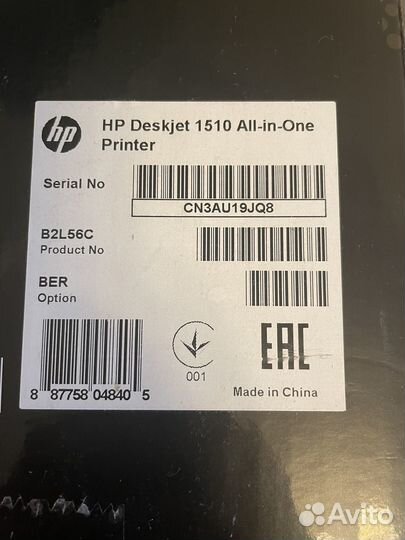 hp
HP Deskjet 1510 All-in-One
Printer
Serial No
CN3AU19JQ8
B2L56C
Product No
BER
Option
8 87758 04840 5
001
EAC
Made in China
Avito